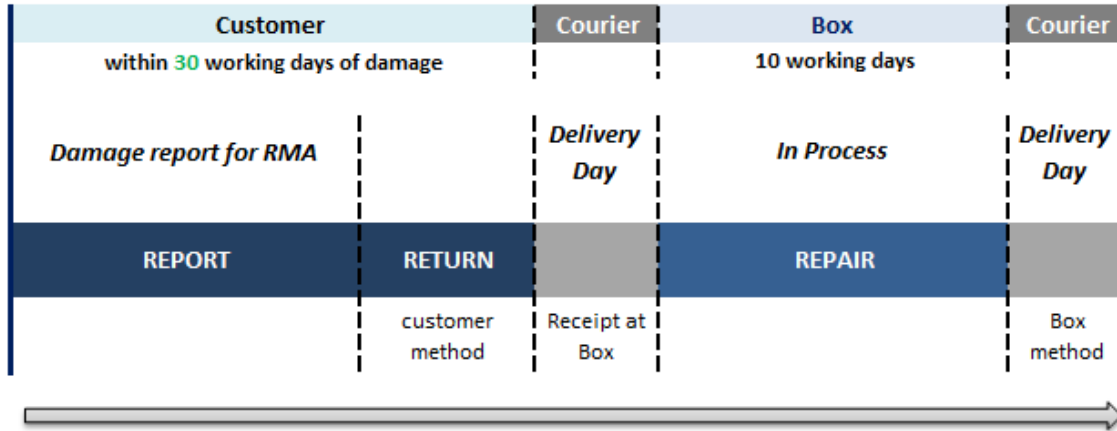 Customer
Courier
Box
Courier
within 30 working days of damage
10 working days
Damage report for RMA
Delivery
Day
In Process
Delivery
Day
REPORT
RETURN
REPAIR
customer
method
Receipt at
Box
Box
method